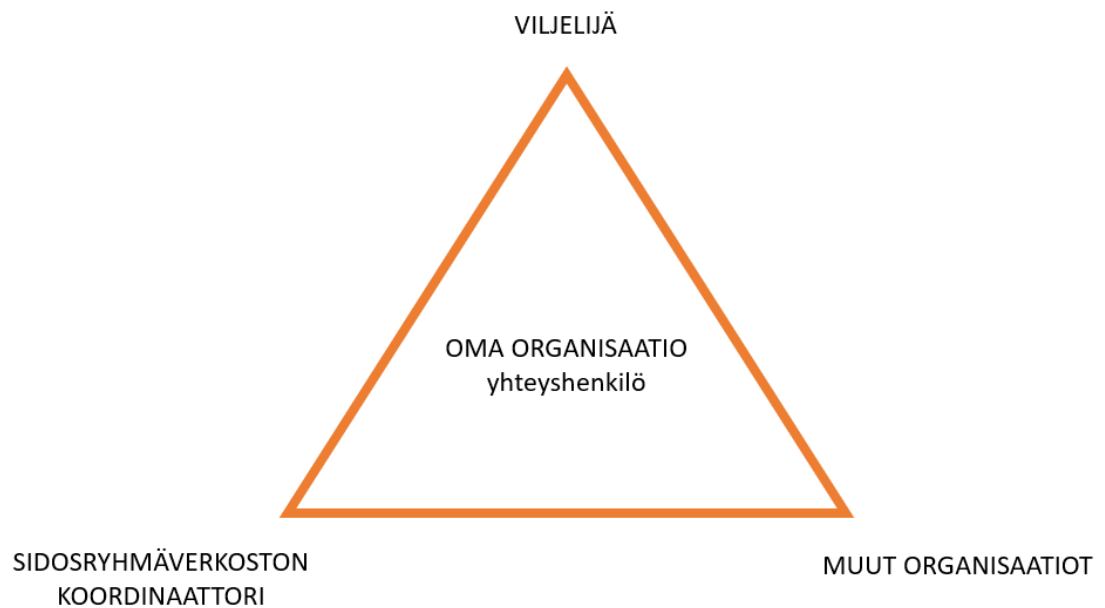 VILJELIJÄ
OMA ORGANISAATIO
yhteyshenkilö
SIDOSRYHMÄVERKOSTON
KOORDINAATTORI
MUUT ORGANISAATIOT